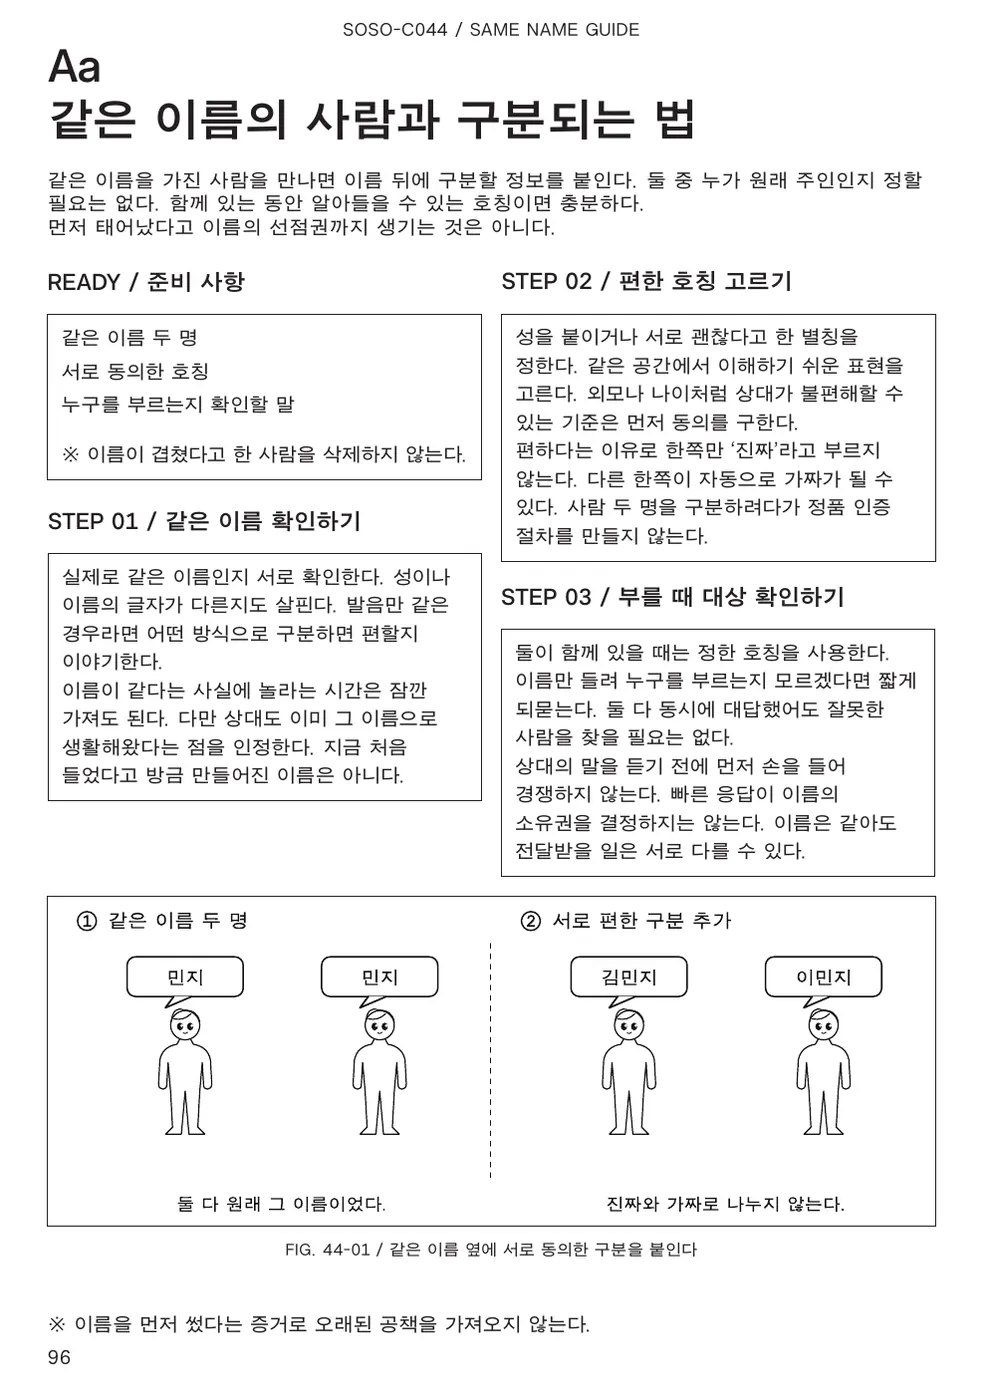 SOSO-C044 / SAME NAME GUIDE
Aa
같은 이름의 사람과 구분되는 법
같은 이름을 가진 사람을 만나면 이름 뒤에 구분할 정보를 붙인다. 둘 중 누가 원래 주인인지 정할
필요는 없다. 함께 있는 동안 알아들을 수 있는 호칭이면 충분하다.
먼저 태어났다고 이름의 선점권까지 생기는 것은 아니다.
READY / 준비 사항
같은 이름 두 명
서로 동의한 호칭
누구를 부르는지 확인할 말
※ 이름이 겹쳤다고 한 사람을 삭제하지 않는다.
STEP 01 / 같은 이름 확인하기
실제로 같은 이름인지 서로 확인한다. 성이나
이름의 글자가 다른지도 살핀다. 발음만 같은
경우라면 어떤 방식으로 구분하면 편할지
이야기한다.
이름이 같다는 사실에 놀라는 시간은 잠깐
가져도 된다. 다만 상대도 이미 그 이름으로
생활해왔다는 점을 인정한다. 지금 처음
들었다고 방금 만들어진 이름은 아니다.
STEP 02 / 편한 호칭 고르기
성을 붙이거나 서로 괜찮다고 한 별칭을
정한다. 같은 공간에서 이해하기 쉬운 표현을
고른다. 외모나 나이처럼 상대가 불편해할 수
있는 기준은 먼저 동의를 구한다.
편하다는 이유로 한쪽만 ‘진짜’라고 부르지
않는다. 다른 한쪽이 자동으로 가짜가 될 수
있다. 사람 두 명을 구분하려다가 정품 인증
절차를 만들지 않는다.
STEP 03 / 부를 때 대상 확인하기
둘이 함께 있을 때는 정한 호칭을 사용한다.
이름만 들려 누구를 부르는지 모르겠다면 짧게
되묻는다. 둘 다 동시에 대답했어도 잘못한
사람을 찾을 필요는 없다.
상대의 말을 듣기 전에 먼저 손을 들어
경쟁하지 않는다. 빠른 응답이 이름의
소유권을 결정하지는 않는다. 이름은 같아도
전달받을 일은 서로 다를 수 있다.
① 같은 이름 두 명
민지
민지
둘 다 원래 그 이름이었다.
② 서로 편한 구분 추가
김민지
이민지
진짜와 가짜로 나누지 않는다.
FIG. 44-01 / 같은 이름 옆에 서로 동의한 구분을 붙인다
※ 이름을 먼저 썼다는 증거로 오래된 공책을 가져오지 않는다.
96